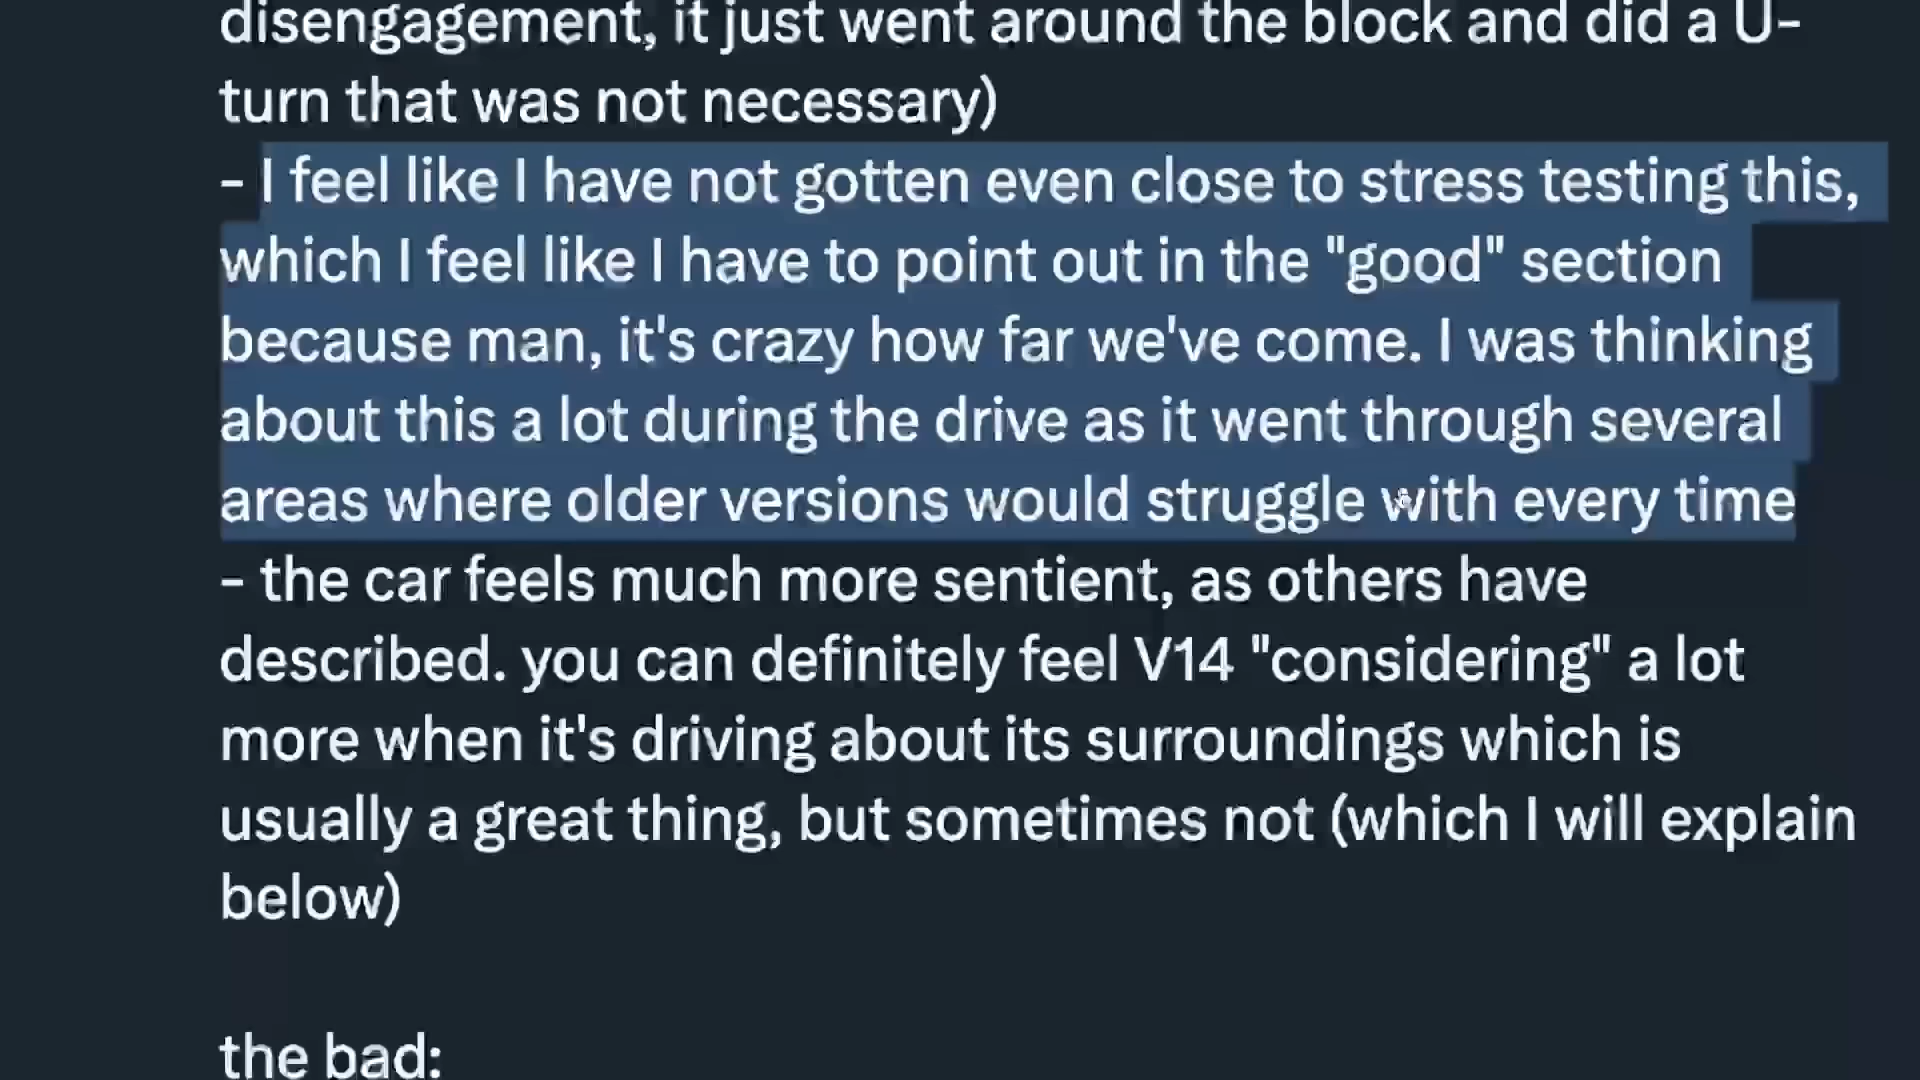 disengagement, it just went around the block and did a U-
turn that was not necessary)
- I feel like I have not gotten even close to stress testing this,
which I feel like I have to point out in the "good" section
because man, it's crazy how far we've come. I was thinking
about this a lot during the drive as it went through several
areas where older versions would struggle with every time
- the car feels much more sentient, as others have
described. you can definitely feel V14 "considering" a lot
more when it's driving about its surroundings which is
usually a great thing, but sometimes not (which I will explain
below)
the bad: